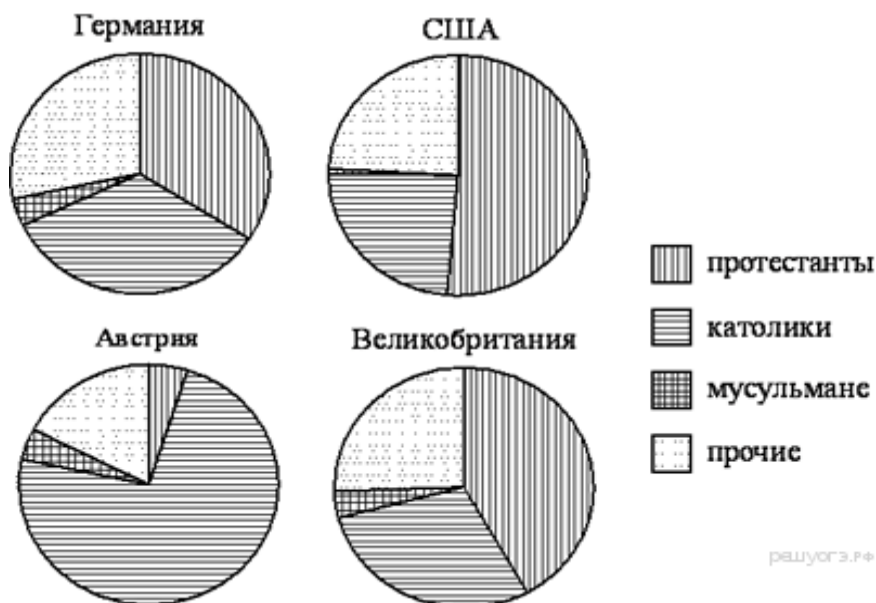 Германия
США
Австрия
Великобритания
протестанты
католики
мусульмане
прочие
решуогэ.рф